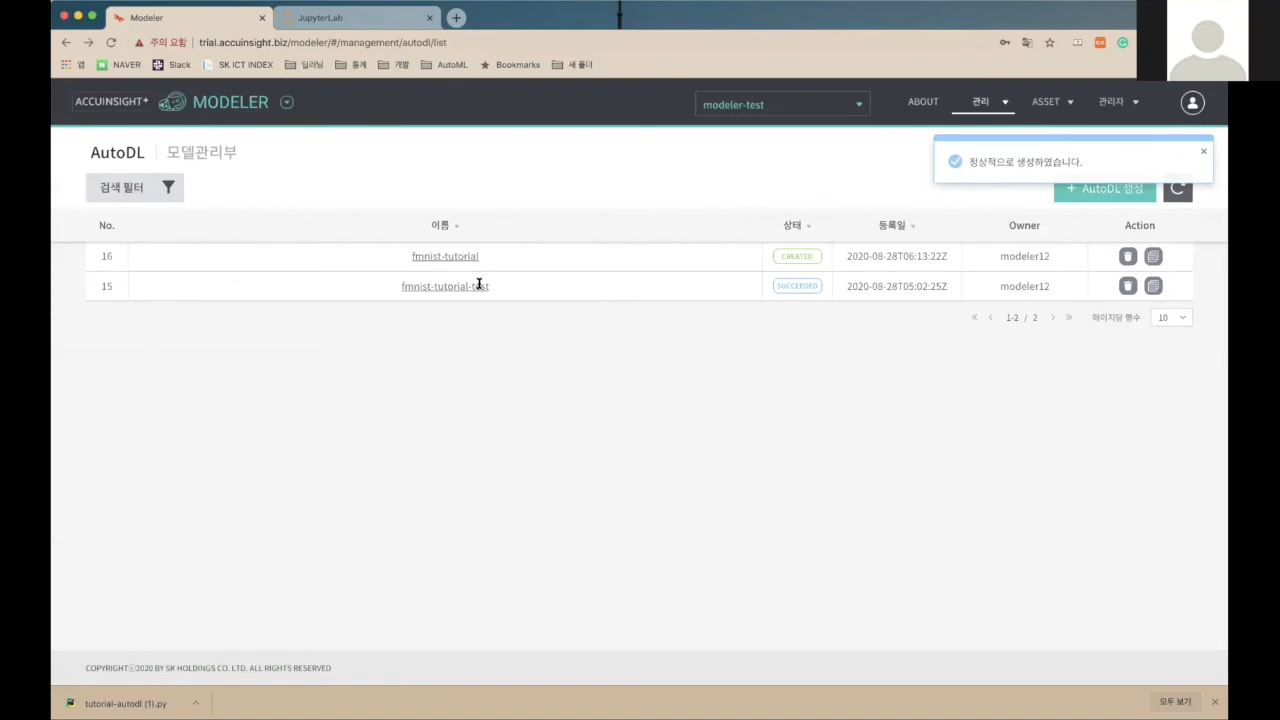 Modeler
JupyterLab
주의 요함 trial.accuinsight.biz/modeler/#/management/autodl/list
앱 NAVER Slack SK ICT INDEX 딥러닝 통계 개발 AutoML Bookmarks 새 폴더
ACCUINSIGHT+ MODELER modeler-test ABOUT 관리 ASSET 관리자
AutoDL 모델관리부
정상적으로 생성하였습니다.
검색 필터
+ AutoDL 생성
No. 이름 상태 등록일 Owner Action
16 fmnist-tutorial CREATED 2020-08-28T06:13:22Z modeler12
15 fmnist-tutorial-test SUCCEEDED 2020-08-28T05:02:25Z modeler12
1-2 / 2 페이지당 행수 10
COPYRIGHTⓒ2020 BY SK HOLDINGS CO. LTD. ALL RIGHTS RESERVED
tutorial-autodl (1).py 모두 보기